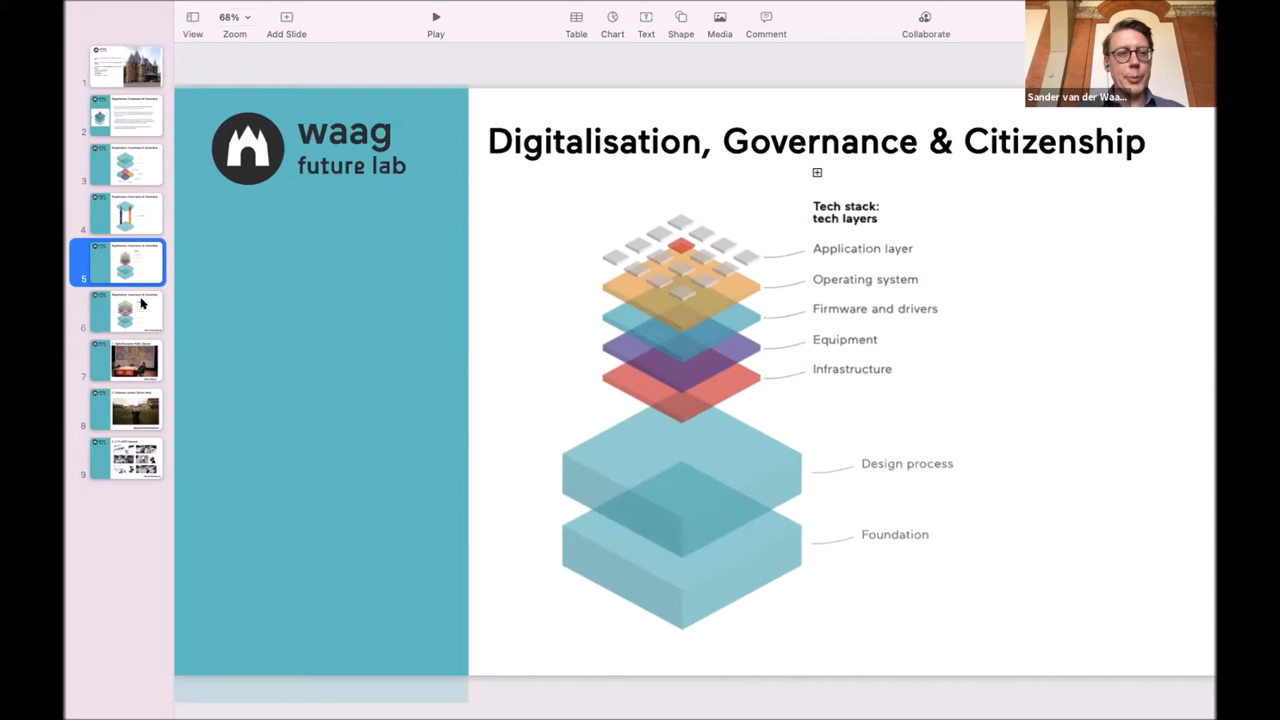 68%
View
Zoom
Add Slide
Play
Table
Chart
Text
Shape
Media
Comment
Collaborate
Sander van der Waa...
waag
future lab
Digitalisation, Governance & Citizenship
Tech stack:
tech layers
Application layer
Operating system
Firmware and drivers
Equipment
Infrastructure
Design process
Foundation
1
2
3
4
5
6
7
8
9